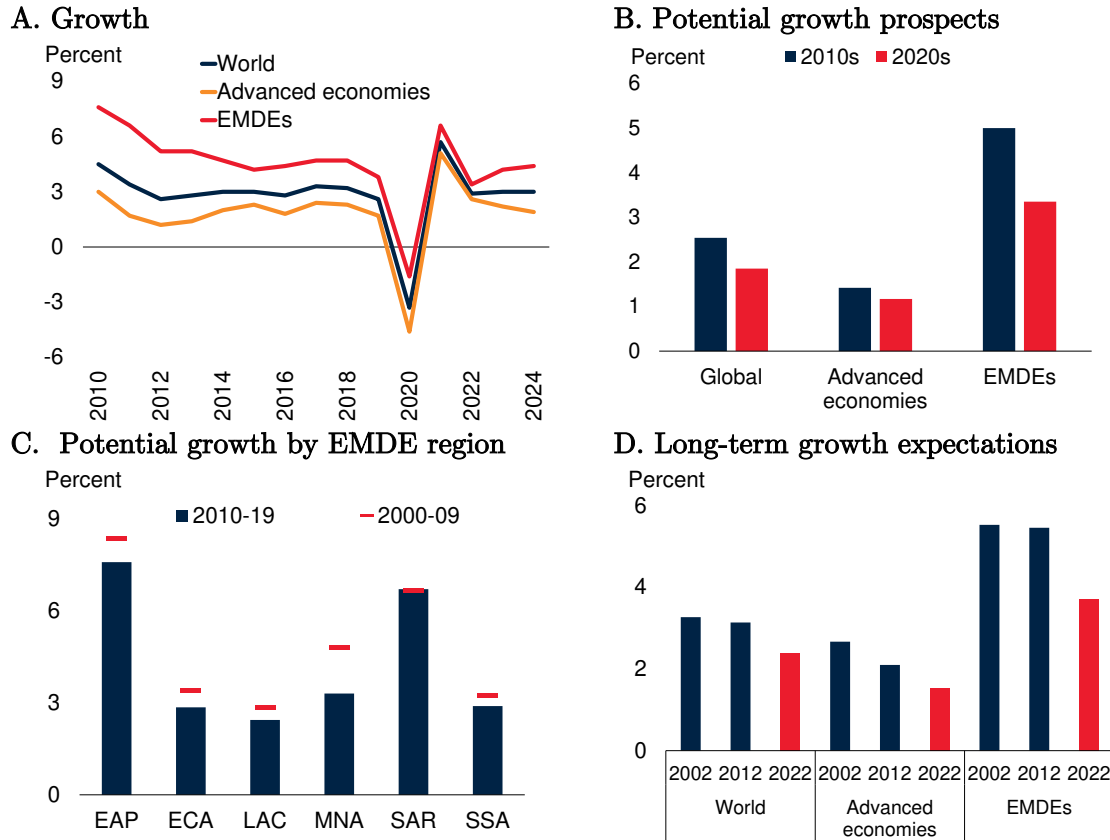 A. Growth
Percent
World
Advanced economies
EMDEs
9
6
3
0
-3
-6
2010
2012
2014
2016
2018
2020
2022
2024
B. Potential growth prospects
Percent
2010s 2020s
6
5
4
3
2
1
0
Global
Advanced
economies
EMDEs
C. Potential growth by EMDE region
Percent
2010-19 2000-09
9
6
3
0
EAP ECA LAC MNA SAR SSA
D. Long-term growth expectations
Percent
6
4
2
0
2002 2012 2022 2002 2012 2022 2002 2012 2022
World
Advanced
economies
EMDEs